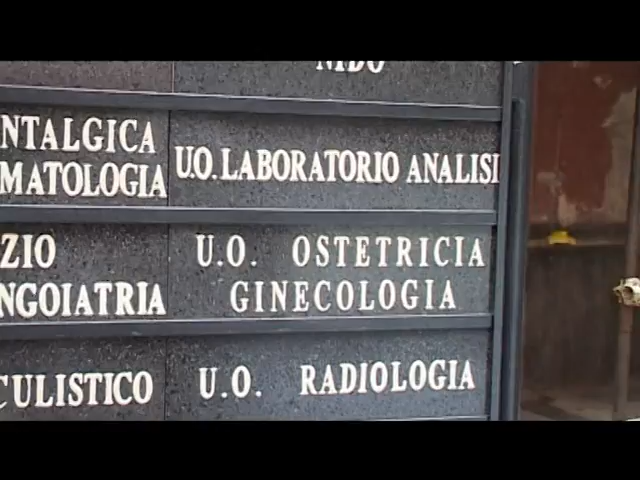 NIDO
NTALGICA
MATOLOGIA
U.O. LABORATORIO ANALISI
ZIO
NGOIATRIA
U.O. OSTETRICIA
GINECOLOGIA
CULISTICO
U.O. RADIOLOGIA